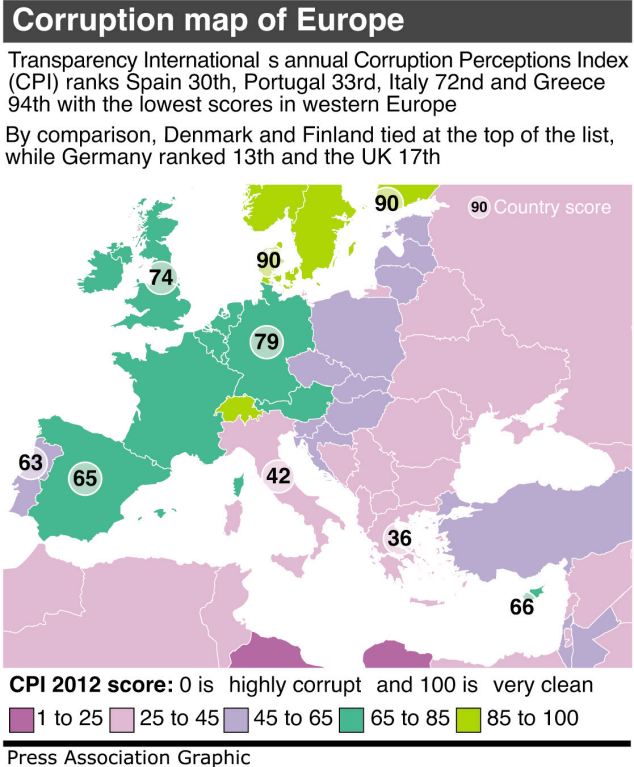 Corruption map of Europe
Transparency International s annual Corruption Perceptions Index
(CPI) ranks Spain 30th, Portugal 33rd, Italy 72nd and Greece
94th with the lowest scores in western Europe
By comparison, Denmark and Finland tied at the top of the list,
while Germany ranked 13th and the UK 17th
90
90 Country score
90
74
79
63
65
42
36
66
CPI 2012 score: 0 is highly corrupt and 100 is very clean
1 to 25 25 to 45 45 to 65 65 to 85 85 to 100
Press Association Graphic